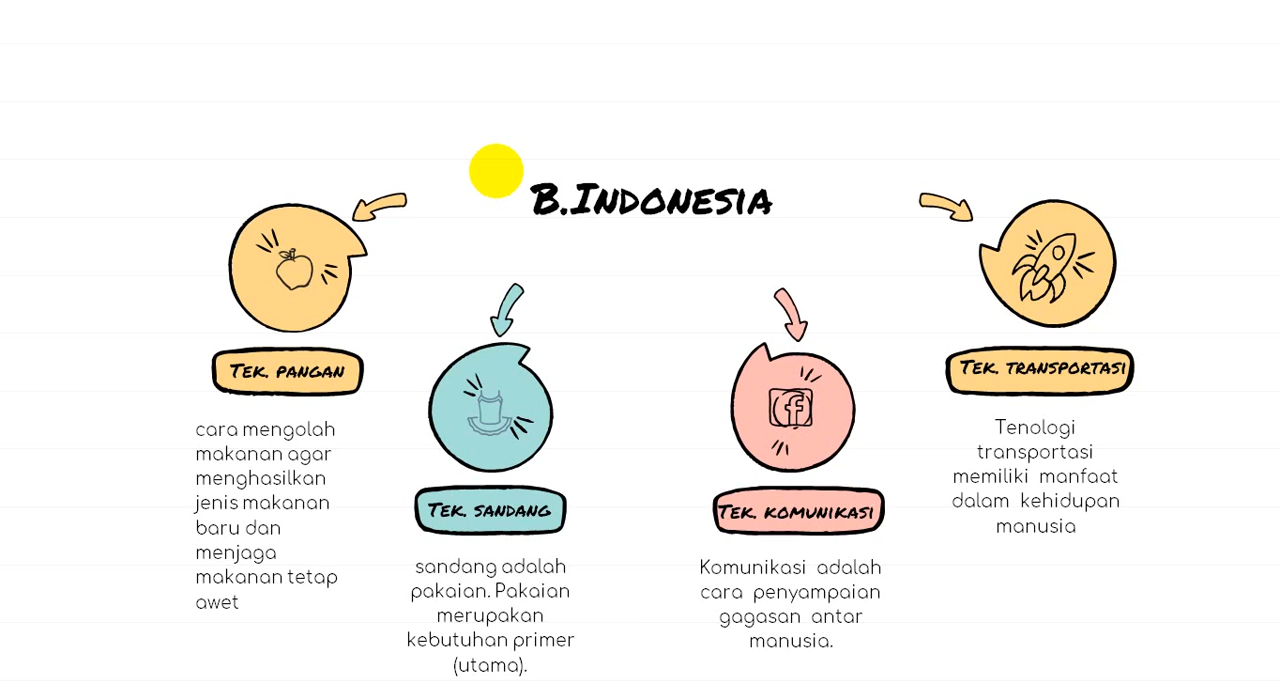 B.Indonesia
Tek. pangan
cara mengolah
makanan agar
menghasilkan
jenis makanan
baru dan
menjaga
makanan tetap
awet
Tek. sandang
sandang adalah
pakaian. Pakaian
merupakan
kebutuhan primer
(utama).
f
Tek. komunikasi
Komunikasi adalah
cara penyampaian
gagasan antar
manusia.
Tek. transportasi
Tenologi
transportasi
memiliki manfaat
dalam kehidupan
manusia